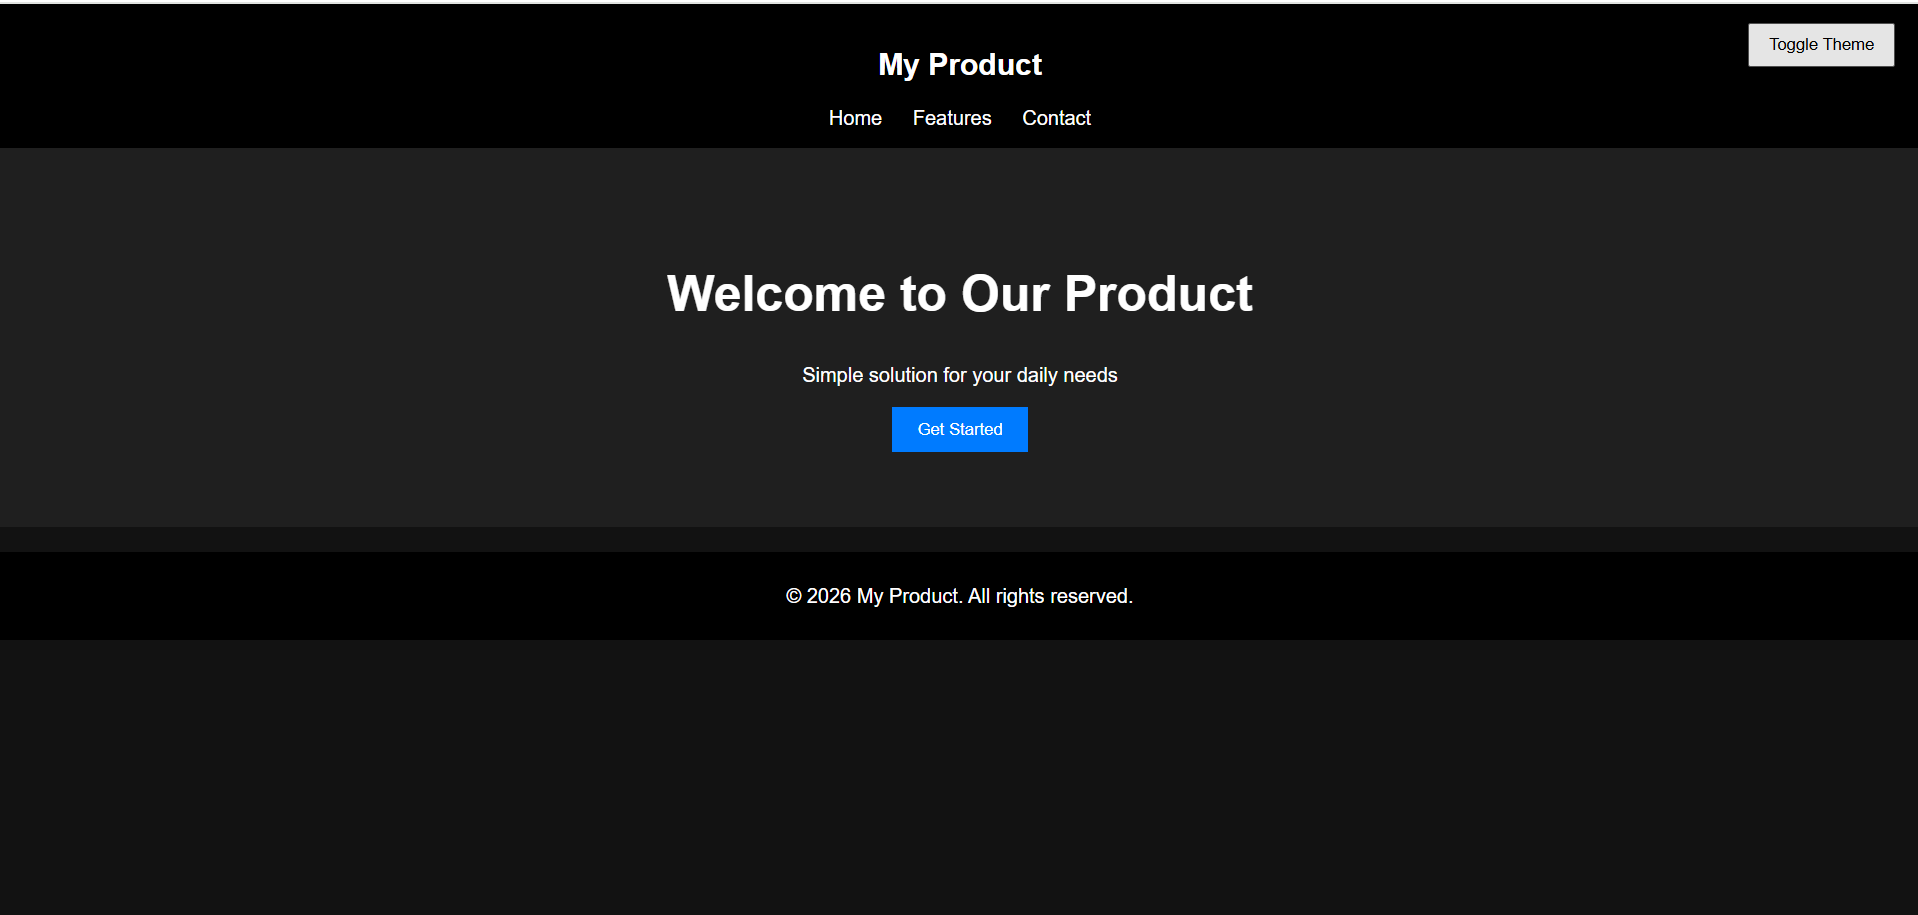 Toggle Theme
My Product
Home Features Contact
Welcome to Our Product
Simple solution for your daily needs
Get Started
© 2026 My Product. All rights reserved.